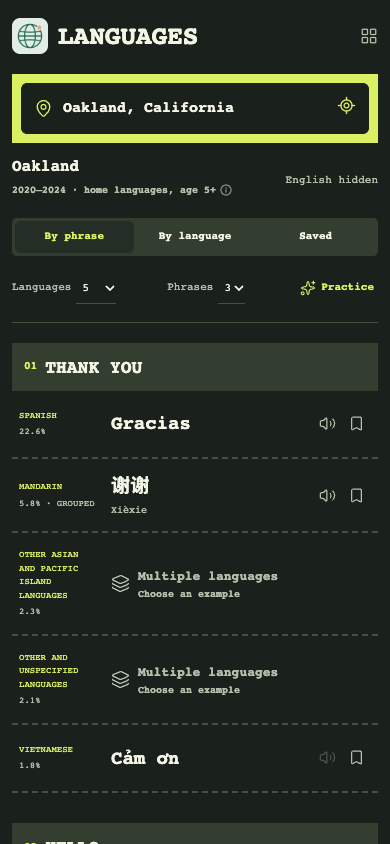 LANGUAGES
Oakland, California
Oakland
2020–2024 · home languages, age 5+
English hidden
By phrase
By language
Saved
Languages 5
Phrases 3
Practice
01 THANK YOU
SPANISH
22.6%
Gracias
MANDARIN
5.8% · GROUPED
谢谢
Xièxie
OTHER ASIAN
AND PACIFIC
ISLAND
LANGUAGES
2.3%
Multiple languages
Choose an example
OTHER AND
UNSPECIFIED
LANGUAGES
2.1%
Multiple languages
Choose an example
VIETNAMESE
1.8%
Cảm ơn